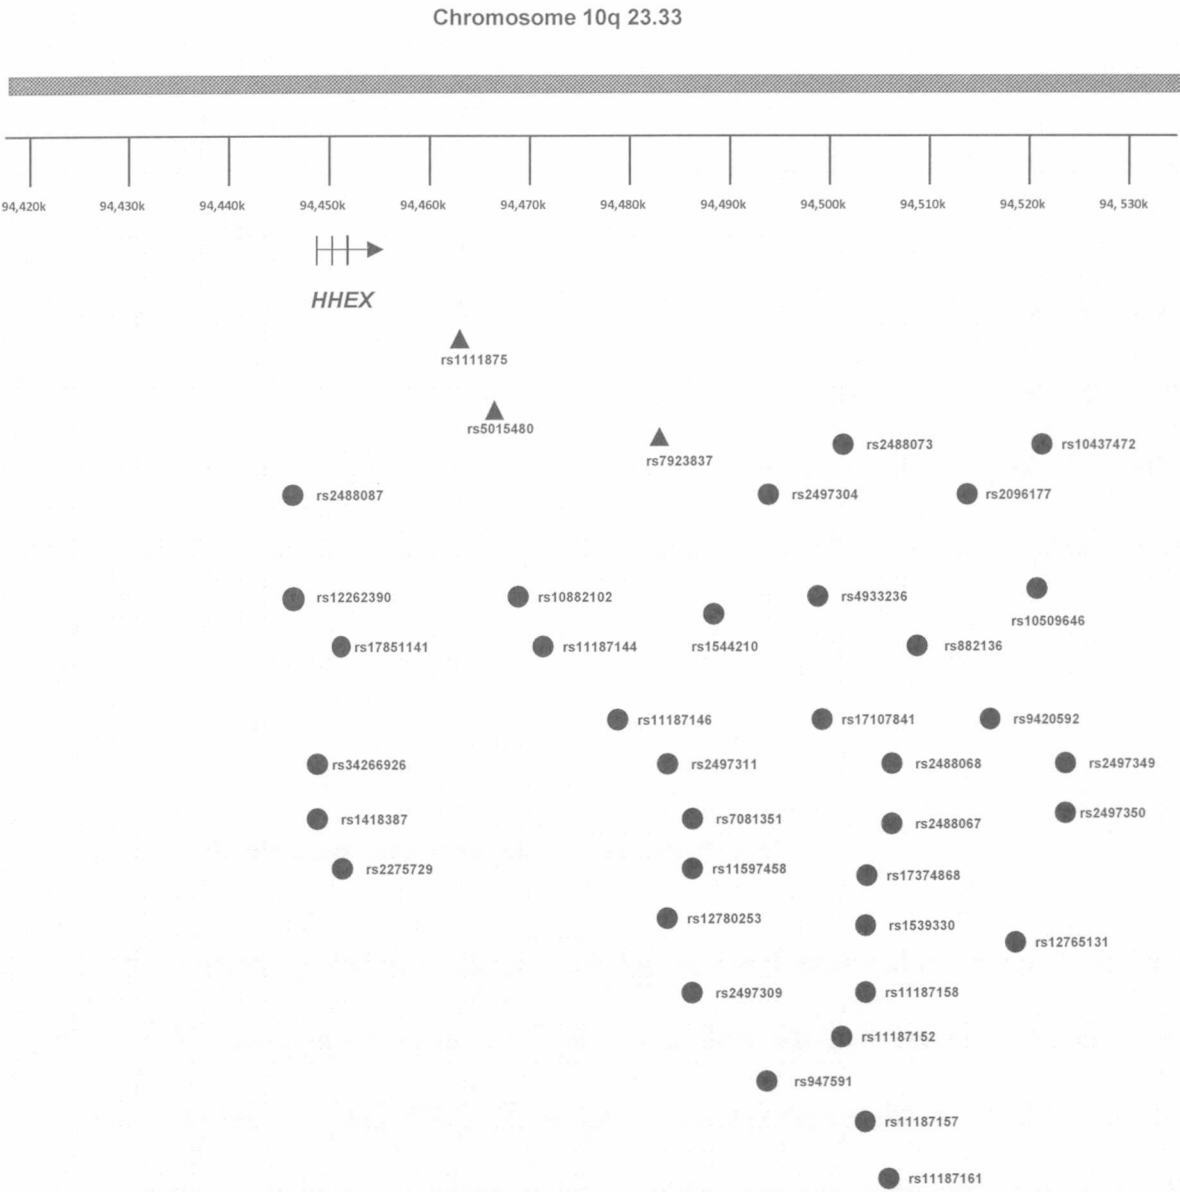 Chromosome 10q 23.33
94,420k 94,430k 94,440k 94,450k 94,460k 94,470k 94,480k 94,490k 94,500k 94,510k 94,520k 94, 530k
HHEX
rs1111875
rs5015480
rs7923837
rs2488073 rs10437472
rs2488087 rs2497304 rs2096177
rs12262390 rs10882102 rs4933236
rs10509646
rs17851141 rs11187144 rs1544210 rs882136
rs11187146 rs17107841 rs9420592
rs34266926 rs2497311 rs2488068 rs2497349
rs2497350
rs1418387 rs7081351 rs2488067
rs2275729 rs11597458 rs17374868
rs12780253 rs1539330
rs12765131
rs2497309 rs11187158
rs11187152
rs947591
rs11187157
rs11187161